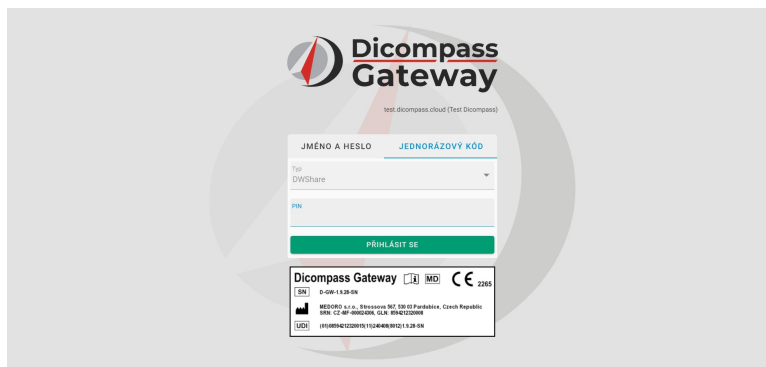 Dicompass
Gateway
test.dicompass.cloud (Test Dicompass)
JMÉNO A HESLO JEDNORÁZOVÝ KÓD
Typ
DWShare
PIN
PŘIHLÁSIT SE
Dicompass Gateway MD CE 2265
SN D-GW-1.9.28-SN
MEDORO s.r.o., Strossova 567, 530 03 Pardubice, Czech Republic
SRN: CZ-MF-000024306, GLN: 8594212320008
UDI (01)08594212320015(11)240408(8012)1.9.28-SN